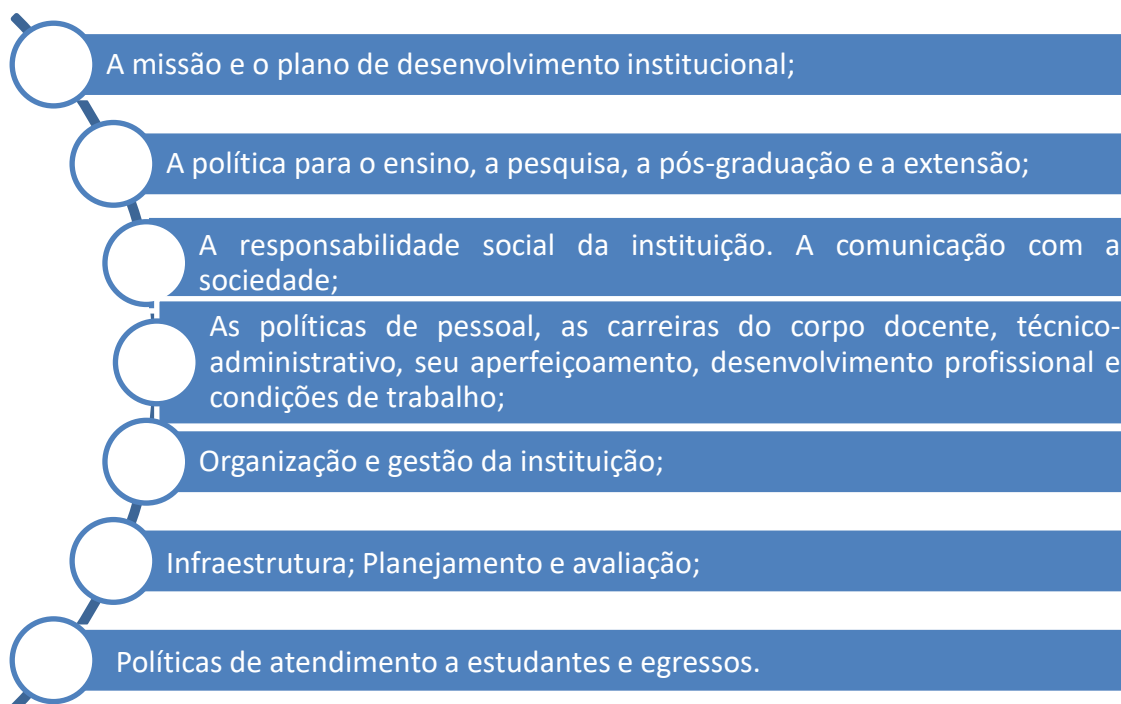 A missão e o plano de desenvolvimento institucional;
A política para o ensino, a pesquisa, a pós-graduação e a extensão;
A responsabilidade social da instituição. A comunicação com a
sociedade;
As políticas de pessoal, as carreiras do corpo docente, técnico-
administrativo, seu aperfeiçoamento, desenvolvimento profissional e
condições de trabalho;
Organização e gestão da instituição;
Infraestrutura; Planejamento e avaliação;
Políticas de atendimento a estudantes e egressos.